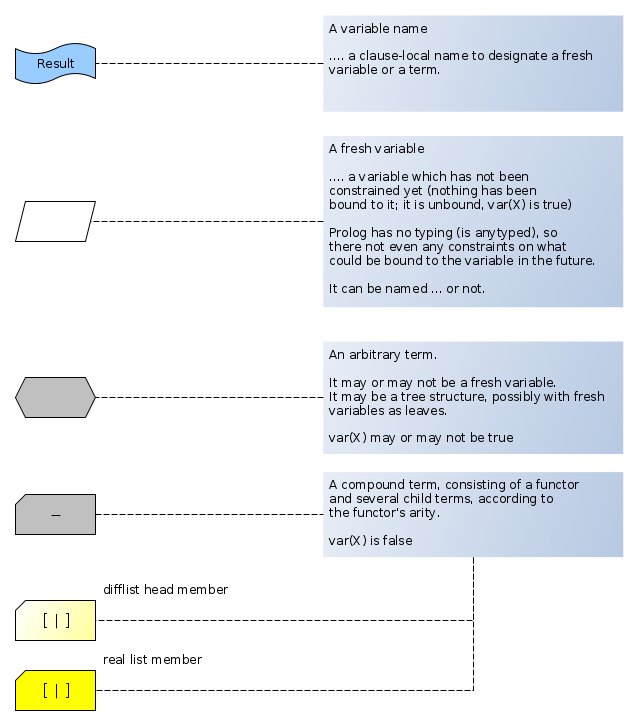 Result
A variable name
.... a clause-local name to designate a fresh
variable or a term.
A fresh variable
.... a variable which has not been
constrained yet (nothing has been
bound to it; it is unbound, var(X) is true)
Prolog has no typing (is anytyped), so
there not even any constraints on what
could be bound to the variable in the future.
It can be named ... or not.
An arbitrary term.
It may or may not be a fresh variable.
It may be a tree structure, possibly with fresh
variables as leaves.
var(X) may or may not be true
–
A compound term, consisting of a functor
and several child terms, according to
the functor's arity.
var(X) is false
difflist head member
[ | ]
real list member
[ | ]